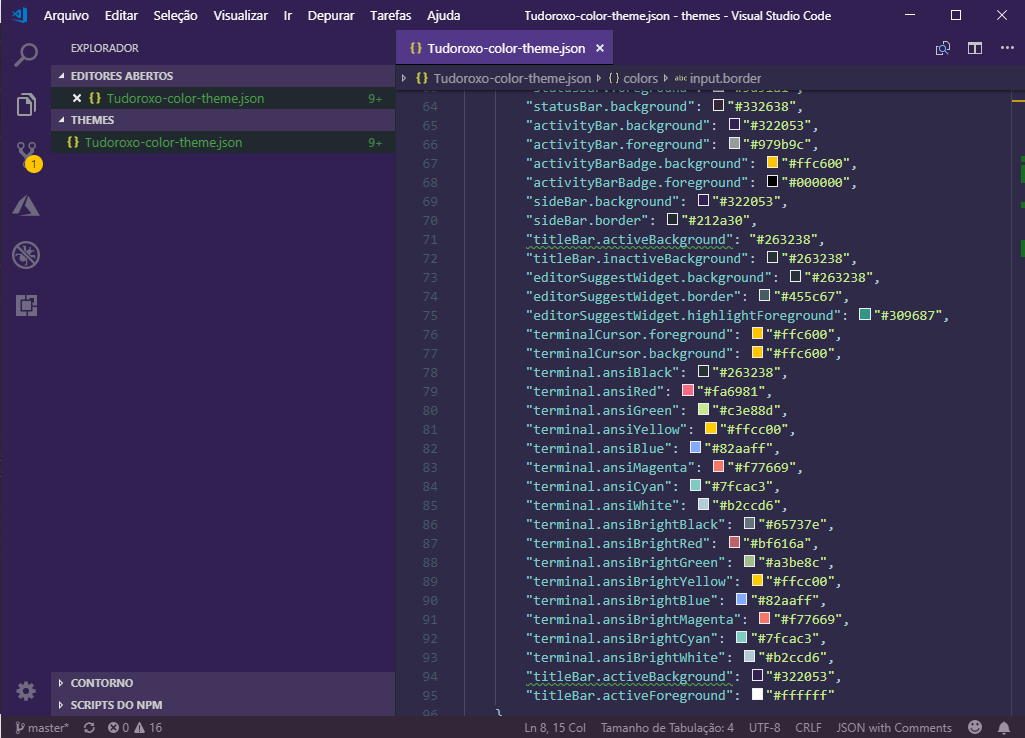 Arquivo Editar Seleção Visualizar Ir Depurar Tarefas Ajuda Tudoroxo-color-theme.json - themes - Visual Studio Code
EXPLORADOR
EDITORES ABERTOS
{} Tudoroxo-color-theme.json 9+
THEMES
{} Tudoroxo-color-theme.json 9+
1
CONTORNO
SCRIPTS DO NPM
{} Tudoroxo-color-theme.json ×
{} Tudoroxo-color-theme.json {} colors abc input.border
64 "statusBar.background": "#332638",
65 "activityBar.background": "#322053",
66 "activityBar.foreground": "#979b9c",
67 "activityBarBadge.background": "#ffc600",
68 "activityBarBadge.foreground": "#000000",
69 "sideBar.background": "#322053",
70 "sideBar.border": "#212a30",
71 "titleBar.activeBackground": "#263238",
72 "titleBar.inactiveBackground": "#263238",
73 "editorSuggestWidget.background": "#263238",
74 "editorSuggestWidget.border": "#455c67",
75 "editorSuggestWidget.highlightForeground": "#309687",
76 "terminalCursor.foreground": "#ffc600",
77 "terminalCursor.background": "#ffc600",
78 "terminal.ansiBlack": "#263238",
79 "terminal.ansiRed": "#fa6981",
80 "terminal.ansiGreen": "#c3e88d",
81 "terminal.ansiYellow": "#ffcc00",
82 "terminal.ansiBlue": "#82aaff",
83 "terminal.ansiMagenta": "#f77669",
84 "terminal.ansiCyan": "#7fcac3",
85 "terminal.ansiWhite": "#b2ccd6",
86 "terminal.ansiBrightBlack": "#65737e",
87 "terminal.ansiBrightRed": "#bf616a",
88 "terminal.ansiBrightGreen": "#a3be8c",
89 "terminal.ansiBrightYellow": "#ffcc00",
90 "terminal.ansiBrightBlue": "#82aaff",
91 "terminal.ansiBrightMagenta": "#f77669",
92 "terminal.ansiBrightCyan": "#7fcac3",
93 "terminal.ansiBrightWhite": "#b2ccd6",
94 "titleBar.activeBackground": "#322053",
95 "titleBar.activeForeground": "#ffffff"
96 }
master* 0 16 Ln 8, 15 Col Tamanho de Tabulação: 4 UTF-8 CRLF JSON with Comments